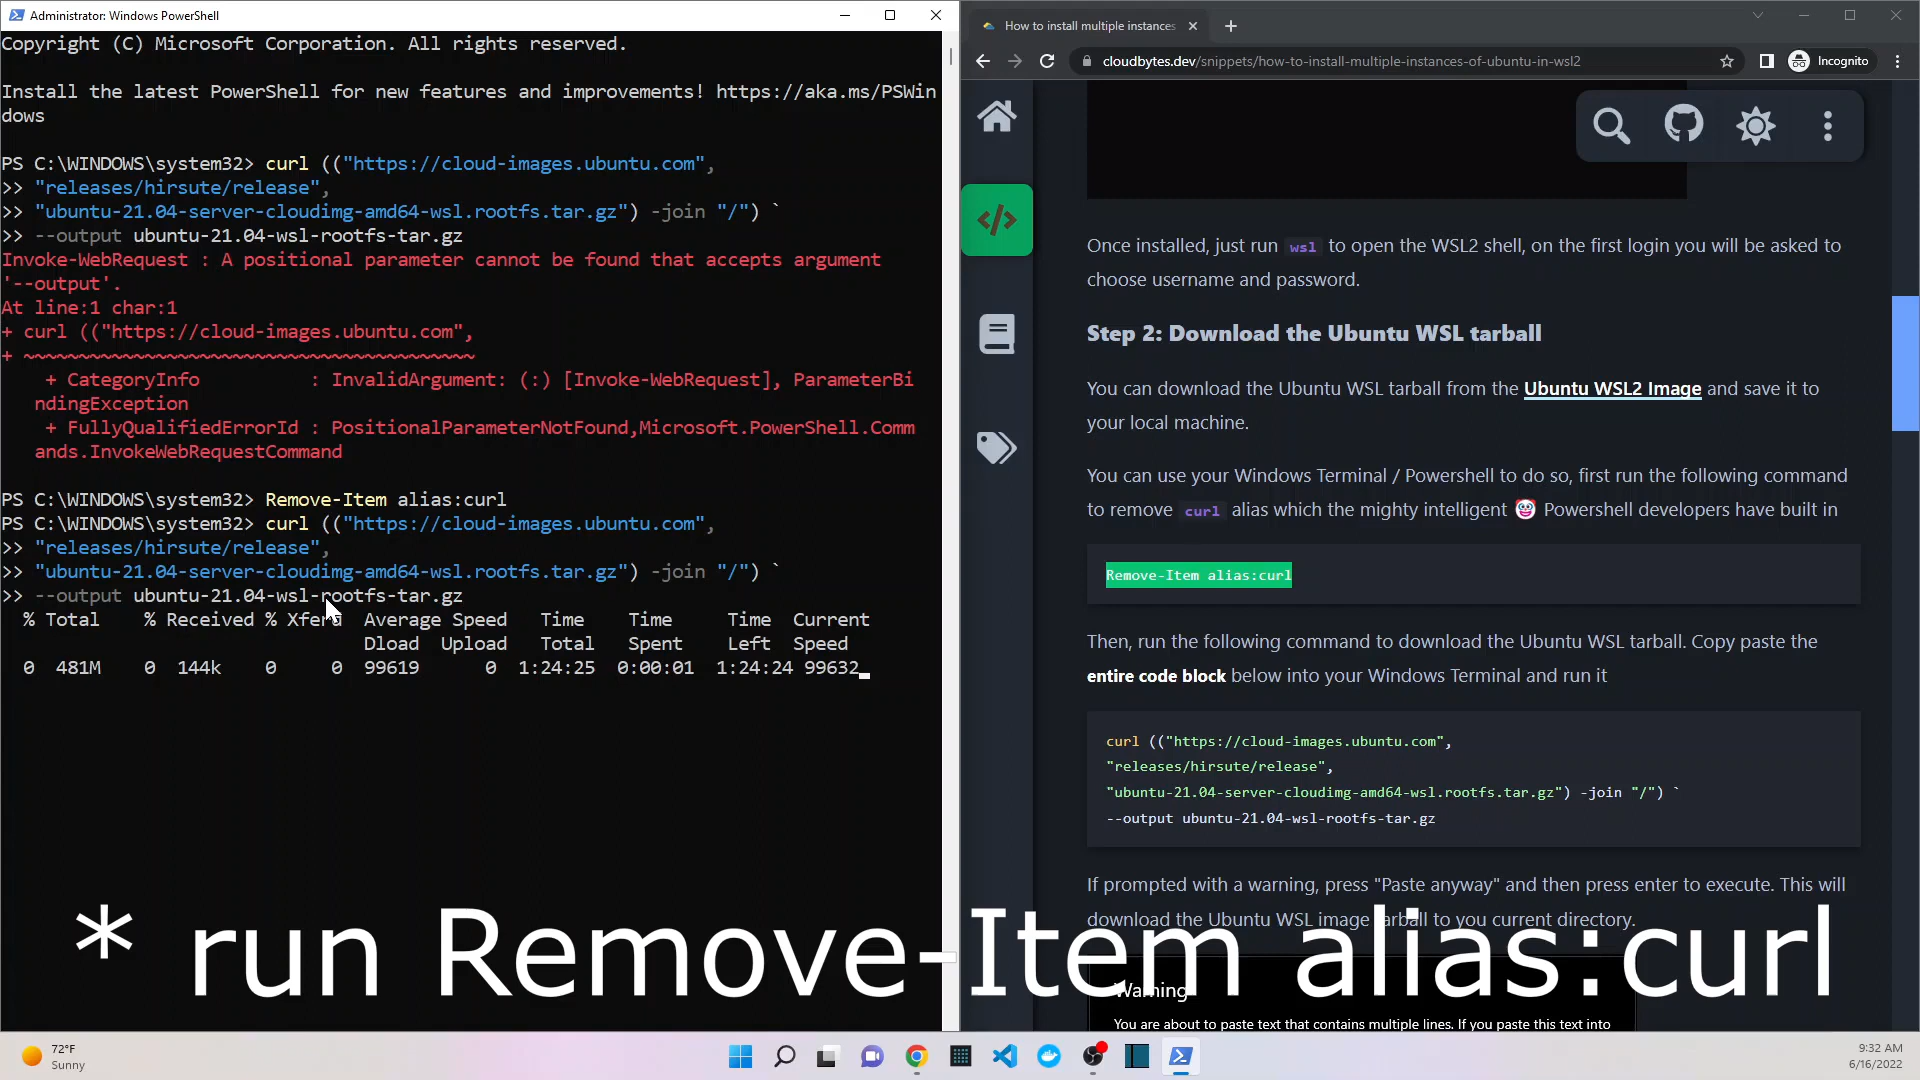 Administrator: Windows PowerShell
Copyright (C) Microsoft Corporation. All rights reserved.
Install the latest PowerShell for new features and improvements! https://aka.ms/PSWin
dows
PS C:\WINDOWS\system32> curl (("https://cloud-images.ubuntu.com",
>> "releases/hirsute/release",
>> "ubuntu-21.04-server-cloudimg-amd64-wsl.rootfs.tar.gz") -join "/") `
>> --output ubuntu-21.04-wsl-rootfs-tar.gz
Invoke-WebRequest : A positional parameter cannot be found that accepts argument
'--output'.
At line:1 char:1
+ curl (("https://cloud-images.ubuntu.com",
+ ~~~~~~~~~~~~~~~~~~~~~~~~~~~~~~~~~~~~~~~~~
+ CategoryInfo : InvalidArgument: (:) [Invoke-WebRequest], ParameterBi
ndingException
+ FullyQualifiedErrorId : PositionalParameterNotFound,Microsoft.PowerShell.Comm
ands.InvokeWebRequestCommand
PS C:\WINDOWS\system32> Remove-Item alias:curl
PS C:\WINDOWS\system32> curl (("https://cloud-images.ubuntu.com",
>> "releases/hirsute/release",
>> "ubuntu-21.04-server-cloudimg-amd64-wsl.rootfs.tar.gz") -join "/") `
>> --output ubuntu-21.04-wsl-rootfs-tar.gz
% Total % Received % Xferd Average Speed Time Time Time Current
Dload Upload Total Spent Left Speed
0 481M 0 144k 0 0 99619 0 1:24:25 0:00:01 1:24:24 99632
How to install multiple instances
cloudbytes.dev/snippets/how-to-install-multiple-instances-of-ubuntu-in-wsl2
Incognito
Once installed, just run wsl to open the WSL2 shell, on the first login you will be asked to
choose username and password.
Step 2: Download the Ubuntu WSL tarball
You can download the Ubuntu WSL tarball from the Ubuntu WSL2 Image and save it to
your local machine.
You can use your Windows Terminal / Powershell to do so, first run the following command
to remove curl alias which the mighty intelligent 🤡 Powershell developers have built in
Remove-Item alias:curl
Then, run the following command to download the Ubuntu WSL tarball. Copy paste the
entire code block below into your Windows Terminal and run it
curl (("https://cloud-images.ubuntu.com",
"releases/hirsute/release",
"ubuntu-21.04-server-cloudimg-amd64-wsl.rootfs.tar.gz") -join "/") `
--output ubuntu-21.04-wsl-rootfs-tar.gz
If prompted with a warning, press "Paste anyway" and then press enter to execute. This will
download the Ubuntu WSL image tarball to you current directory.
Warning
You are about to paste text that contains multiple lines. If you paste this text into
* run Remove-Item alias:curl
72°F
Sunny
9:32 AM
6/16/2022